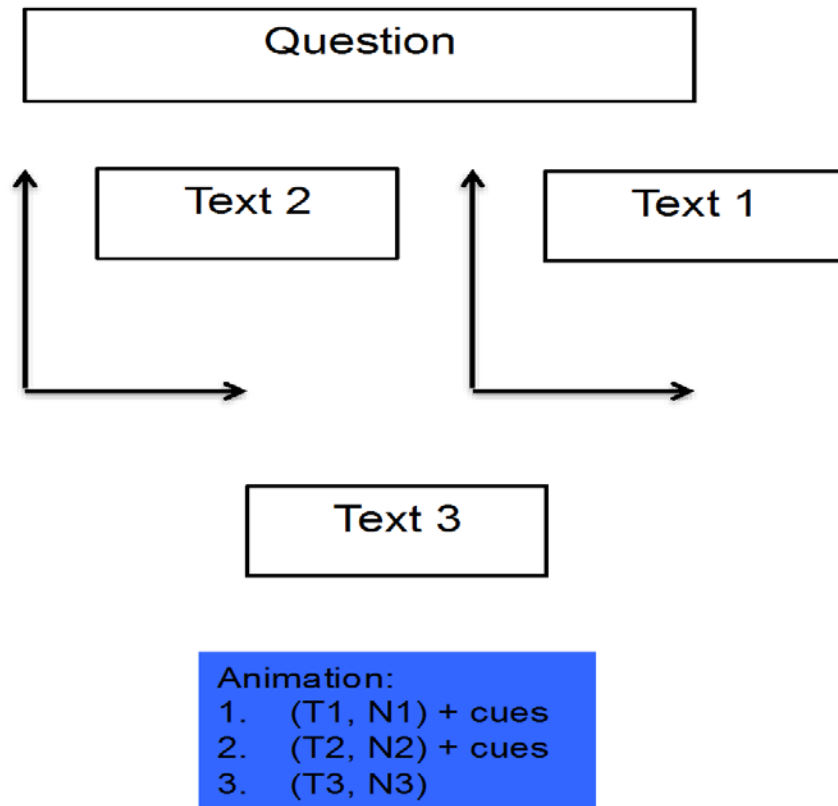 Question
Text 2
Text 1
Text 3
Animation:
1. (T1, N1) + cues
2. (T2, N2) + cues
3. (T3, N3)